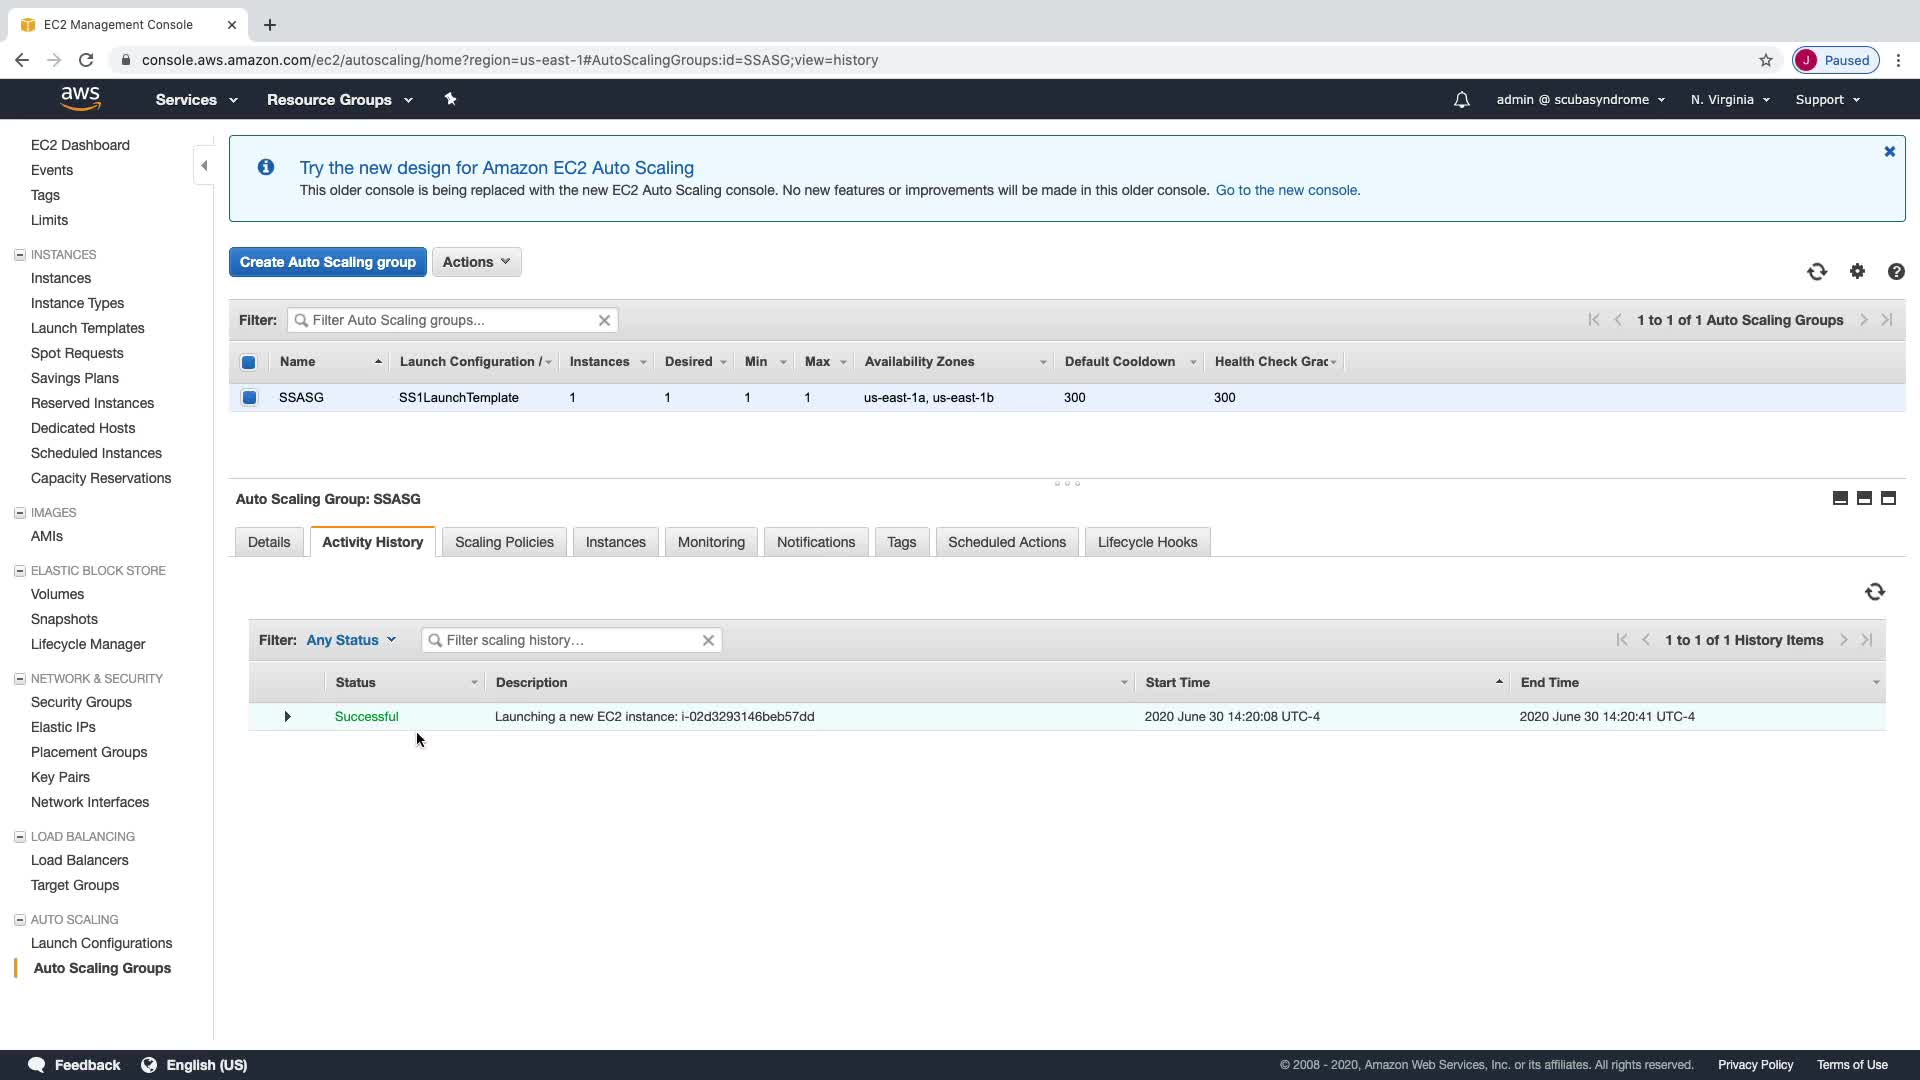 EC2 Management Console
console.aws.amazon.com/ec2/autoscaling/home?region=us-east-1#AutoScalingGroups:id=SSASG;view=history
J Paused
aws Services Resource Groups admin @ scubasyndrome N. Virginia Support
EC2 Dashboard
Events
Tags
Limits
INSTANCES
Instances
Instance Types
Launch Templates
Spot Requests
Savings Plans
Reserved Instances
Dedicated Hosts
Scheduled Instances
Capacity Reservations
IMAGES
AMIs
ELASTIC BLOCK STORE
Volumes
Snapshots
Lifecycle Manager
NETWORK & SECURITY
Security Groups
Elastic IPs
Placement Groups
Key Pairs
Network Interfaces
LOAD BALANCING
Load Balancers
Target Groups
AUTO SCALING
Launch Configurations
Auto Scaling Groups
Try the new design for Amazon EC2 Auto Scaling
This older console is being replaced with the new EC2 Auto Scaling console. No new features or improvements will be made in this older console. Go to the new console.
Create Auto Scaling group Actions
Filter: Filter Auto Scaling groups... 1 to 1 of 1 Auto Scaling Groups
Name Launch Configuration / Instances Desired Min Max Availability Zones Default Cooldown Health Check Grac
SSASG SS1LaunchTemplate 1 1 1 1 us-east-1a, us-east-1b 300 300
Auto Scaling Group: SSASG
Details Activity History Scaling Policies Instances Monitoring Notifications Tags Scheduled Actions Lifecycle Hooks
Filter: Any Status Filter scaling history... 1 to 1 of 1 History Items
Status Description Start Time End Time
Successful Launching a new EC2 instance: i-02d3293146beb57dd 2020 June 30 14:20:08 UTC-4 2020 June 30 14:20:41 UTC-4
Feedback English (US) © 2008 - 2020, Amazon Web Services, Inc. or its affiliates. All rights reserved. Privacy Policy Terms of Use